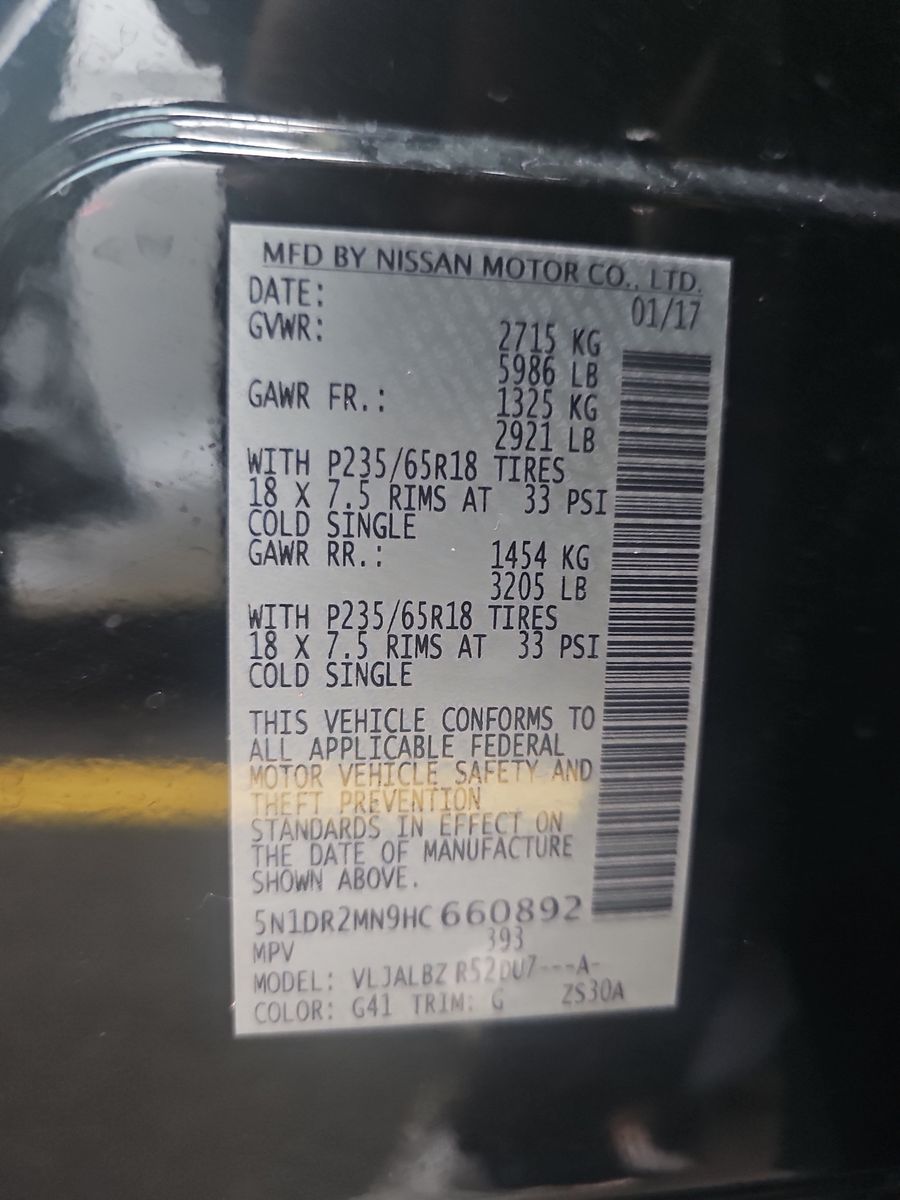 MFD BY NISSAN MOTOR CO., LTD.
DATE: 01/17
GVWR: 2715 KG
5986 LB
GAWR FR.: 1325 KG
2921 LB
WITH P235/65R18 TIRES
18 X 7.5 RIMS AT 33 PSI
COLD SINGLE
GAWR RR.: 1454 KG
3205 LB
WITH P235/65R18 TIRES
18 X 7.5 RIMS AT 33 PSI
COLD SINGLE
THIS VEHICLE CONFORMS TO
ALL APPLICABLE FEDERAL
MOTOR VEHICLE SAFETY AND
THEFT PREVENTION
STANDARDS IN EFFECT ON
THE DATE OF MANUFACTURE
SHOWN ABOVE.
5N1DR2MN9HC 660892
MPV 393
MODEL: VLJALBZ R52DU7---A-
COLOR: G41 TRIM: G ZS30A